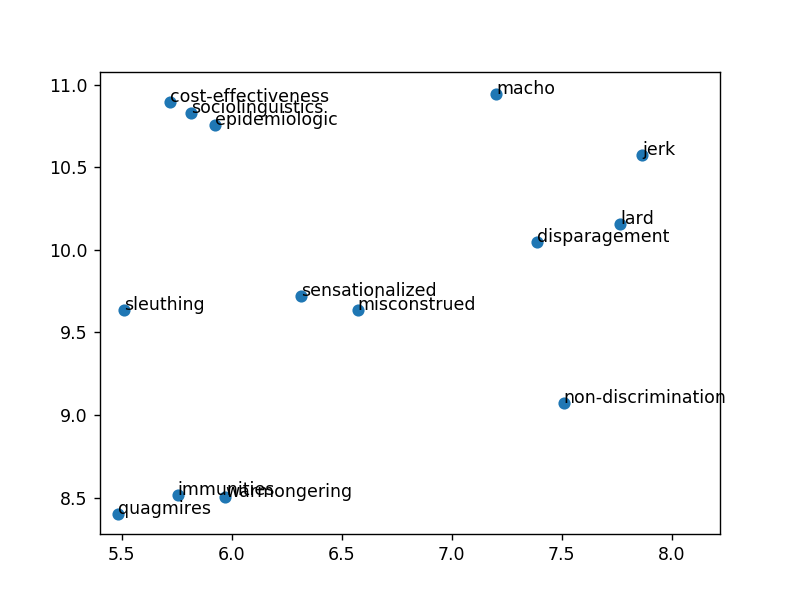 11.0
cost-effectiveness
macho
sociolinguistics
epidemiologic
jerk
10.5
lard
disparagement
10.0
sensationalized
sleuthing
misconstrued
9.5
non-discrimination
9.0
immunities
warmongering
8.5
quagmires
5.5 6.0 6.5 7.0 7.5 8.0